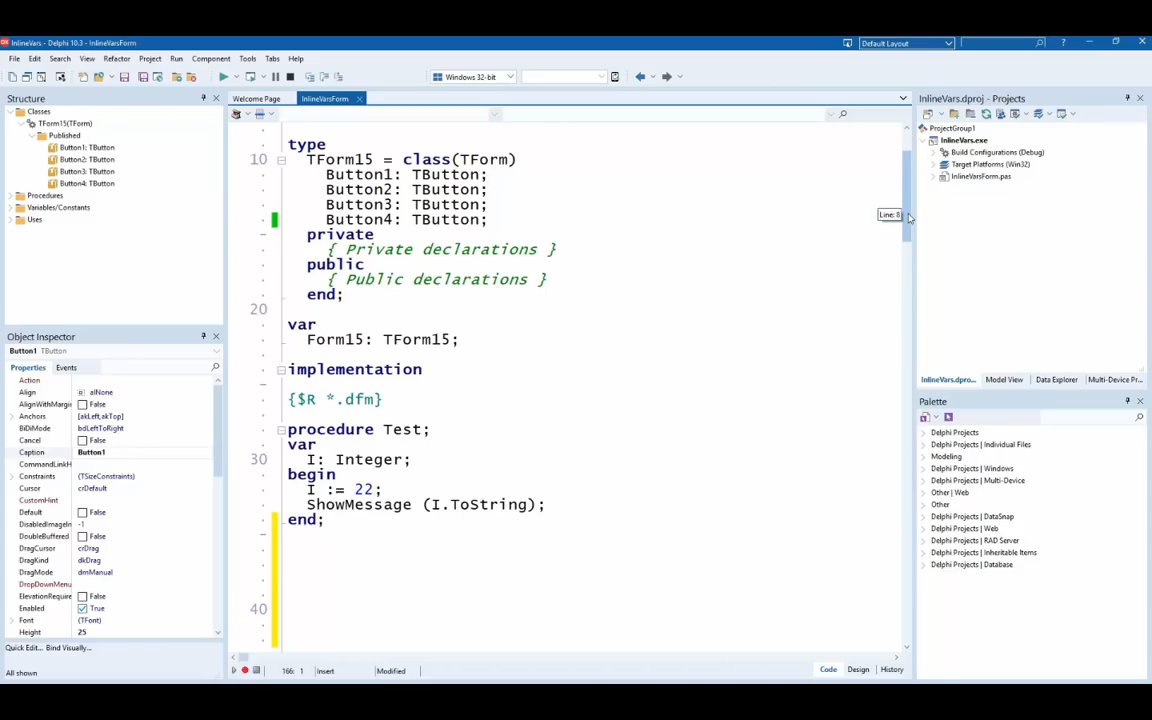 InlineVars - Delphi 10.3 - InlineVarsForm
Default Layout
File Edit Search View Refactor Project Run Component Tools Tabs Help
Windows 32-bit
Structure
Classes
TForm15(TForm)
Published
Button1: TButton
Button2: TButton
Button3: TButton
Button4: TButton
Procedures
Variables/Constants
Uses
Object Inspector
Button1 TButton
Properties Events
Action
Align alNone
AlignWithMargin False
Anchors [akLeft,akTop]
BiDiMode bdLeftToRight
Cancel False
Caption Button1
CommandLinkH
Constraints (TSizeConstraints)
Cursor crDefault
CustomHint
Default False
DisabledImageIn -1
DoubleBuffered False
DragCursor crDrag
DragKind dkDrag
DragMode dmManual
DropDownMenu
ElevationRequire False
Enabled True
Font (TFont)
Height 25
Quick Edit... Bind Visually...
All shown
Welcome Page InlineVarsForm
type
10 TForm15 = class(TForm)
Button1: TButton;
Button2: TButton;
Button3: TButton;
Button4: TButton;
private
{ Private declarations }
public
{ Public declarations }
end;
20
var
Form15: TForm15;
implementation
{$R *.dfm}
procedure Test;
var
30 I: Integer;
begin
I := 22;
ShowMessage (I.ToString);
end;
40
Line: 8
166: 1 Insert Modified Code Design History
InlineVars.dproj - Projects
ProjectGroup1
InlineVars.exe
Build Configurations (Debug)
Target Platforms (Win32)
InlineVarsForm.pas
InlineVars.dpro... Model View Data Explorer Multi-Device Pr...
Palette
Delphi Projects
Delphi Projects | Individual Files
Modeling
Delphi Projects | Windows
Delphi Projects | Multi-Device
Other | Web
Other
Delphi Projects | DataSnap
Delphi Projects | Web
Delphi Projects | RAD Server
Delphi Projects | Inheritable Items
Delphi Projects | Database